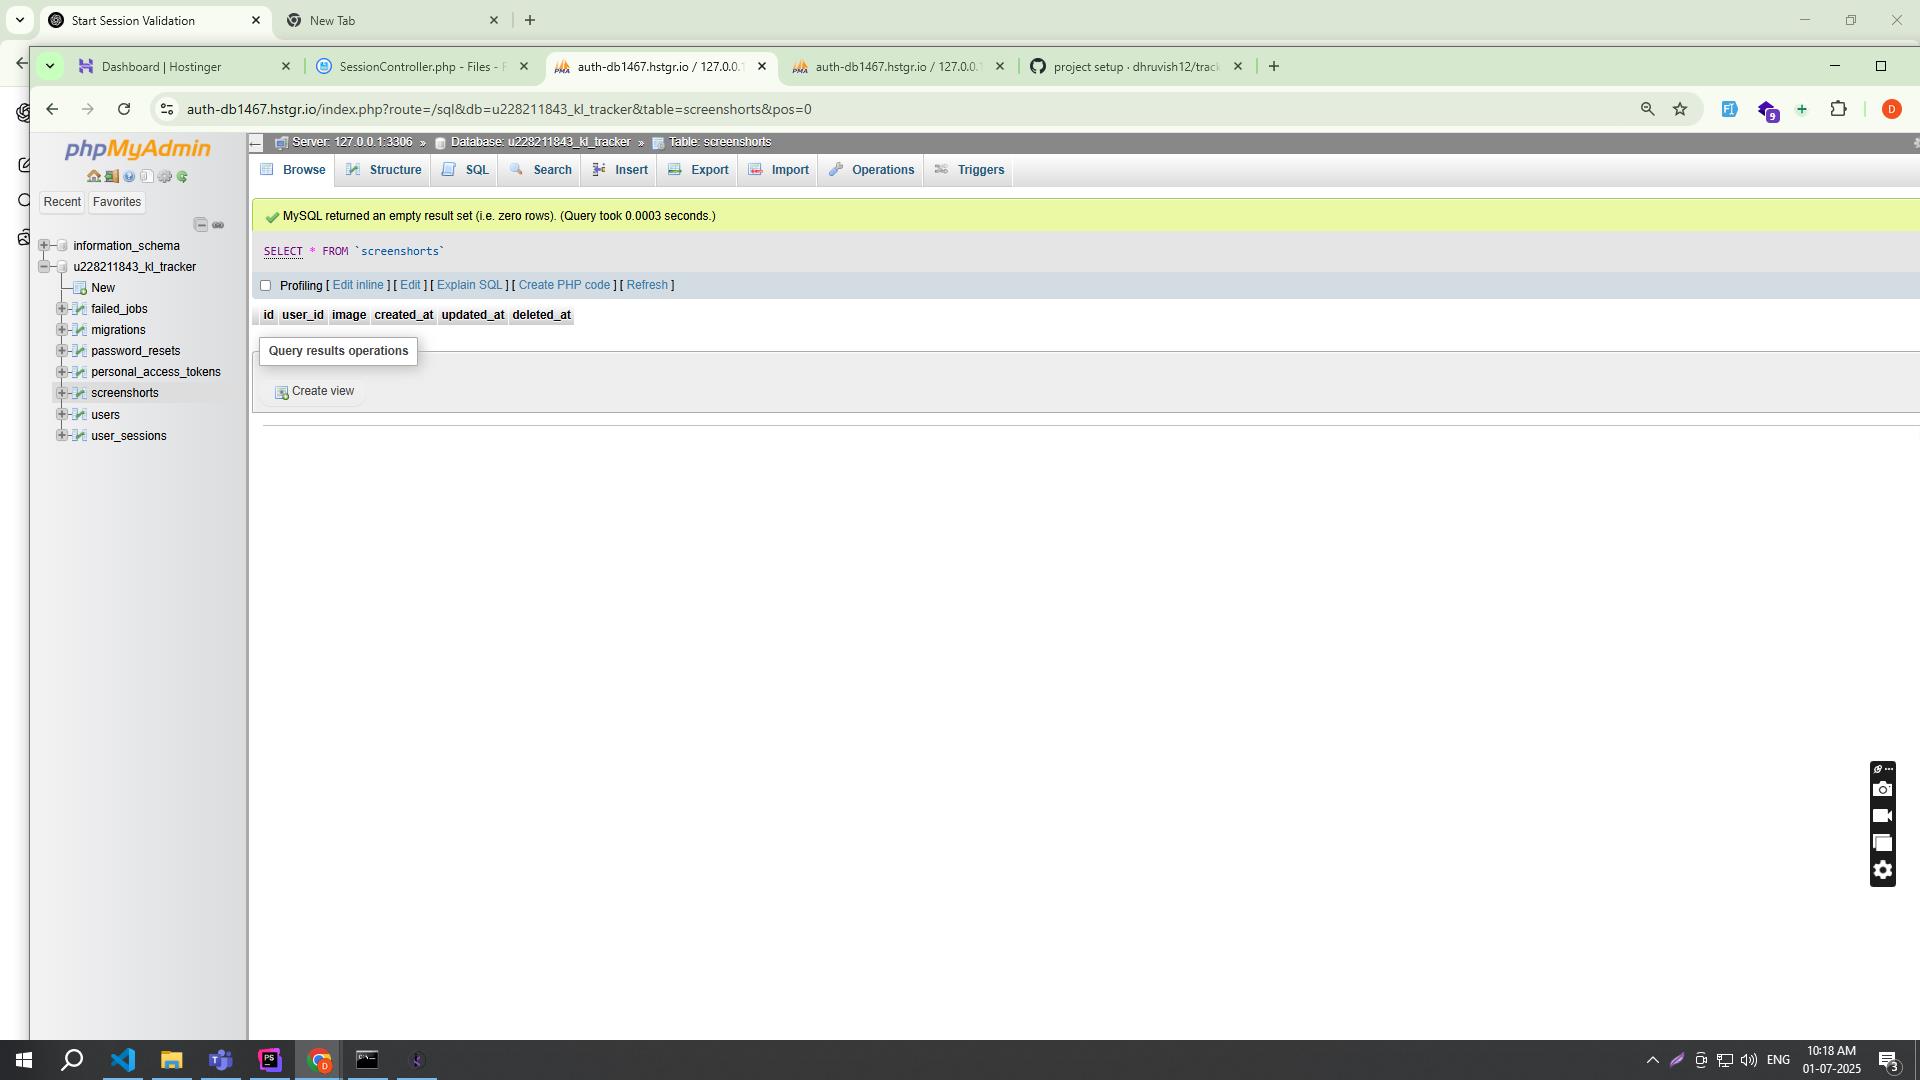 Start Session Validation
New Tab
Dashboard | Hostinger
SessionController.php - Files -
auth-db1467.hstgr.io / 127.0.0.1
auth-db1467.hstgr.io / 127.0.0.1
project setup · dhruvish12/track
auth-db1467.hstgr.io/index.php?route=/sql&db=u228211843_kl_tracker&table=screenshorts&pos=0
9
D
phpMyAdmin
Recent
Favorites
information_schema
u228211843_kl_tracker
New
failed_jobs
migrations
password_resets
personal_access_tokens
screenshorts
users
user_sessions
Server: 127.0.0.1:3306 » Database: u228211843_kl_tracker » Table: screenshorts
Browse Structure SQL Search Insert Export Import Operations Triggers
MySQL returned an empty result set (i.e. zero rows). (Query took 0.0003 seconds.)
SELECT * FROM `screenshorts`
Profiling [ Edit inline ] [ Edit ] [ Explain SQL ] [ Create PHP code ] [ Refresh ]
id user_id image created_at updated_at deleted_at
Query results operations
Create view
ENG
10:18 AM
01-07-2025
3